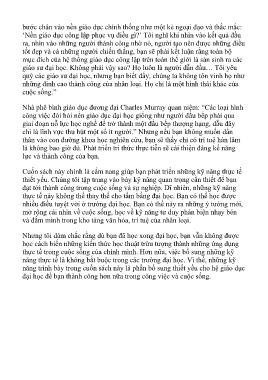 bước chân vào nền giáo dục chính thống như một kẻ ngoại đạo và thắc mắc:
‘Nền giáo dục công lập phục vụ điều gì?’ Tôi nghĩ khi nhìn vào kết quả đầu
ra, nhìn vào những người thành công nhờ nó, người tạo nên được những điều
tốt đẹp và cả những người chiến thắng, bạn sẽ phải kết luận rằng toàn bộ
mục đích của hệ thống giáo dục công lập trên toàn thế giới là sản sinh ra các
giáo sư đại học. Không phải vậy sao? Họ luôn là người dẫn đầu… Tôi yêu
quý các giáo sư đại học, nhưng bạn biết đấy, chúng ta không tôn vinh họ như
những đỉnh cao thành công của nhân loại. Họ chỉ là một hình thái khác của
cuộc sống.”
Nhà phê bình giáo dục đương đại Charles Murray quan niệm: “Các loại hình
công việc đòi hỏi nền giáo dục đại học giống như người đầu bếp phải qua
giai đoạn nỗ lực học nghề để trở thành một đầu bếp thượng hạng, dẫu đây
chỉ là lĩnh vực thu hút một số ít người.” Nhưng nếu bạn không muốn dấn
thân vào con đường khoa học nghiên cứu, bạn sẽ thấy chỉ có trí tuệ hàn lâm
là không bao giờ đủ. Phát triển tri thức thực tiễn sẽ cải thiện đáng kể năng
lực và thành công của bạn.
Cuốn sách này chính là cẩm nang giúp bạn phát triển những kỹ năng thực tế
thiết yếu. Chúng tôi tập trung vào bảy kỹ năng quan trọng cần thiết để bạn
đạt tới thành công trong cuộc sống và sự nghiệp. Dĩ nhiên, những kỹ năng
thực tế này không thể thay thế cho tấm bằng đại học. Bạn có thể học được
nhiều điều tuyệt vời ở trường đại học. Bạn có thể nảy ra những ý tưởng mới,
mở rộng cái nhìn về cuộc sống, học về kỹ năng tư duy phản biện nhạy bén
và đắm mình trong kho tàng văn hóa, trí tuệ của nhân loại.
Nhưng tôi dám chắc rằng dù bạn đã học xong đại học, bạn vẫn không được
học cách biến những kiến thức học thuật trừu tượng thành những ứng dụng
thực tế trong cuộc sống của chính mình. Hơn nữa, việc bổ sung những kỹ
năng thực tế là không bắt buộc trong các trường đại học. Vì thế, những kỹ
năng trình bày trong cuốn sách này là phần bổ sung thiết yếu cho hệ giáo dục
đại học để bạn thành công hơn nữa trong công việc và cuộc sống.